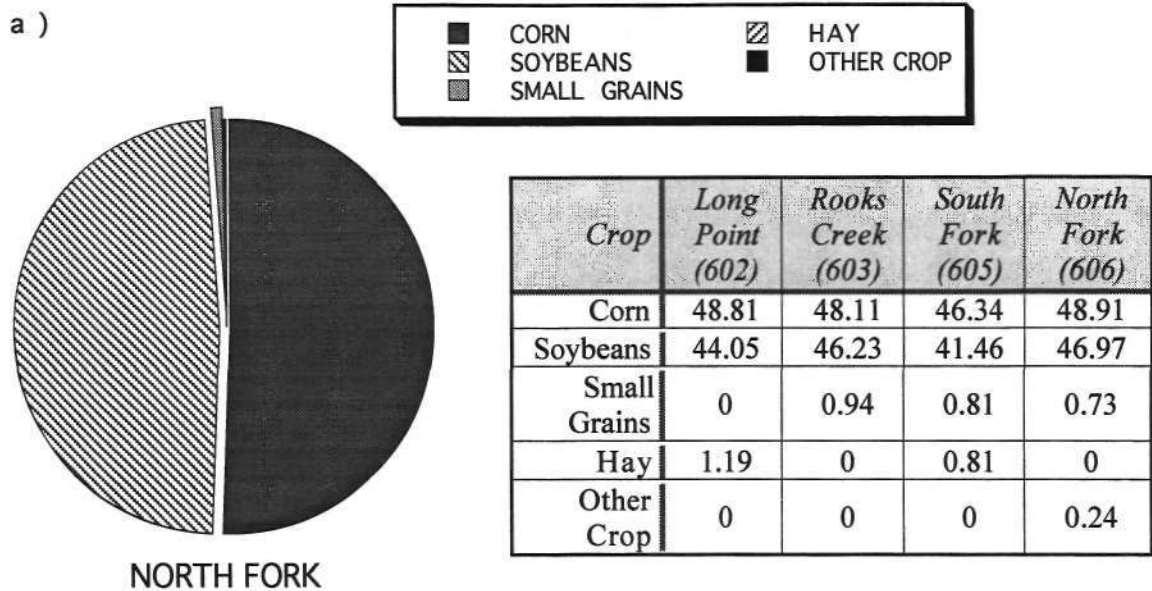 a )
CORN HAY
SOYBEANS OTHER CROP
SMALL GRAINS
NORTH FORK
Crop Long Point (602) Rooks Creek (603) South Fork (605) North Fork (606)
Corn 48.81 48.11 46.34 48.91
Soybeans 44.05 46.23 41.46 46.97
Small Grains 0 0.94 0.81 0.73
Hay 1.19 0 0.81 0
Other Crop 0 0 0 0.24